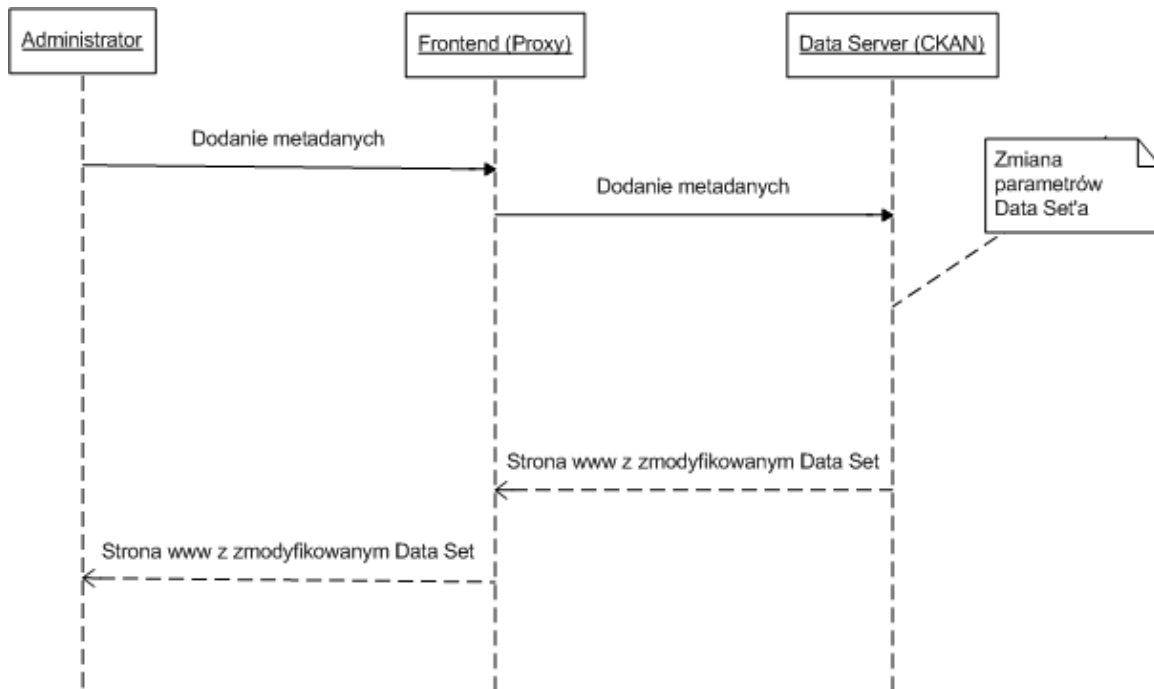 Administrator
Frontend (Proxy)
Data Server (CKAN)
Dodanie metadanych
Dodanie metadanych
Zmiana
parametrów
Data Set'a
Strona www z zmodyfikowanym Data Set
Strona www z zmodyfikowanym Data Set